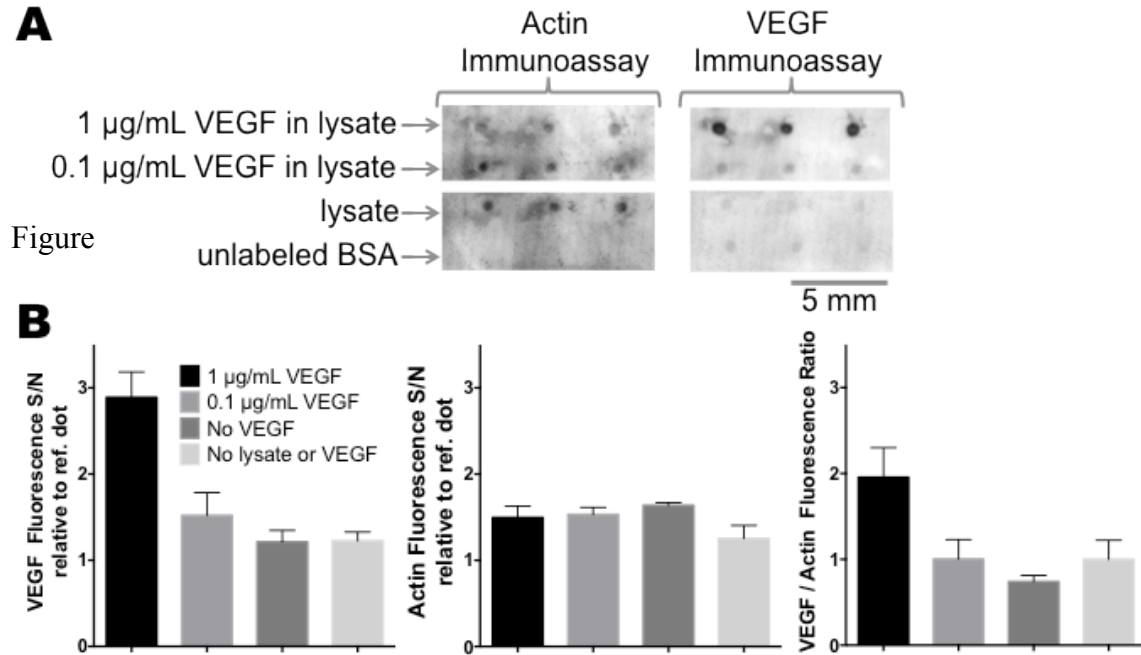 A
Actin
Immunoassay
VEGF
Immunoassay
1 µg/mL VEGF in lysate
0.1 µg/mL VEGF in lysate
lysate
Figure
unlabeled BSA
5 mm
B
VEGF Fluorescence S/N
relative to ref. dot
3
2
1
0
1 µg/mL VEGF
0.1 µg/mL VEGF
No VEGF
No lysate or VEGF
Actin Fluorescence S/N
relative to ref. dot
3
2
1
0
VEGF / Actin Fluorescence Ratio
3
2
1
0